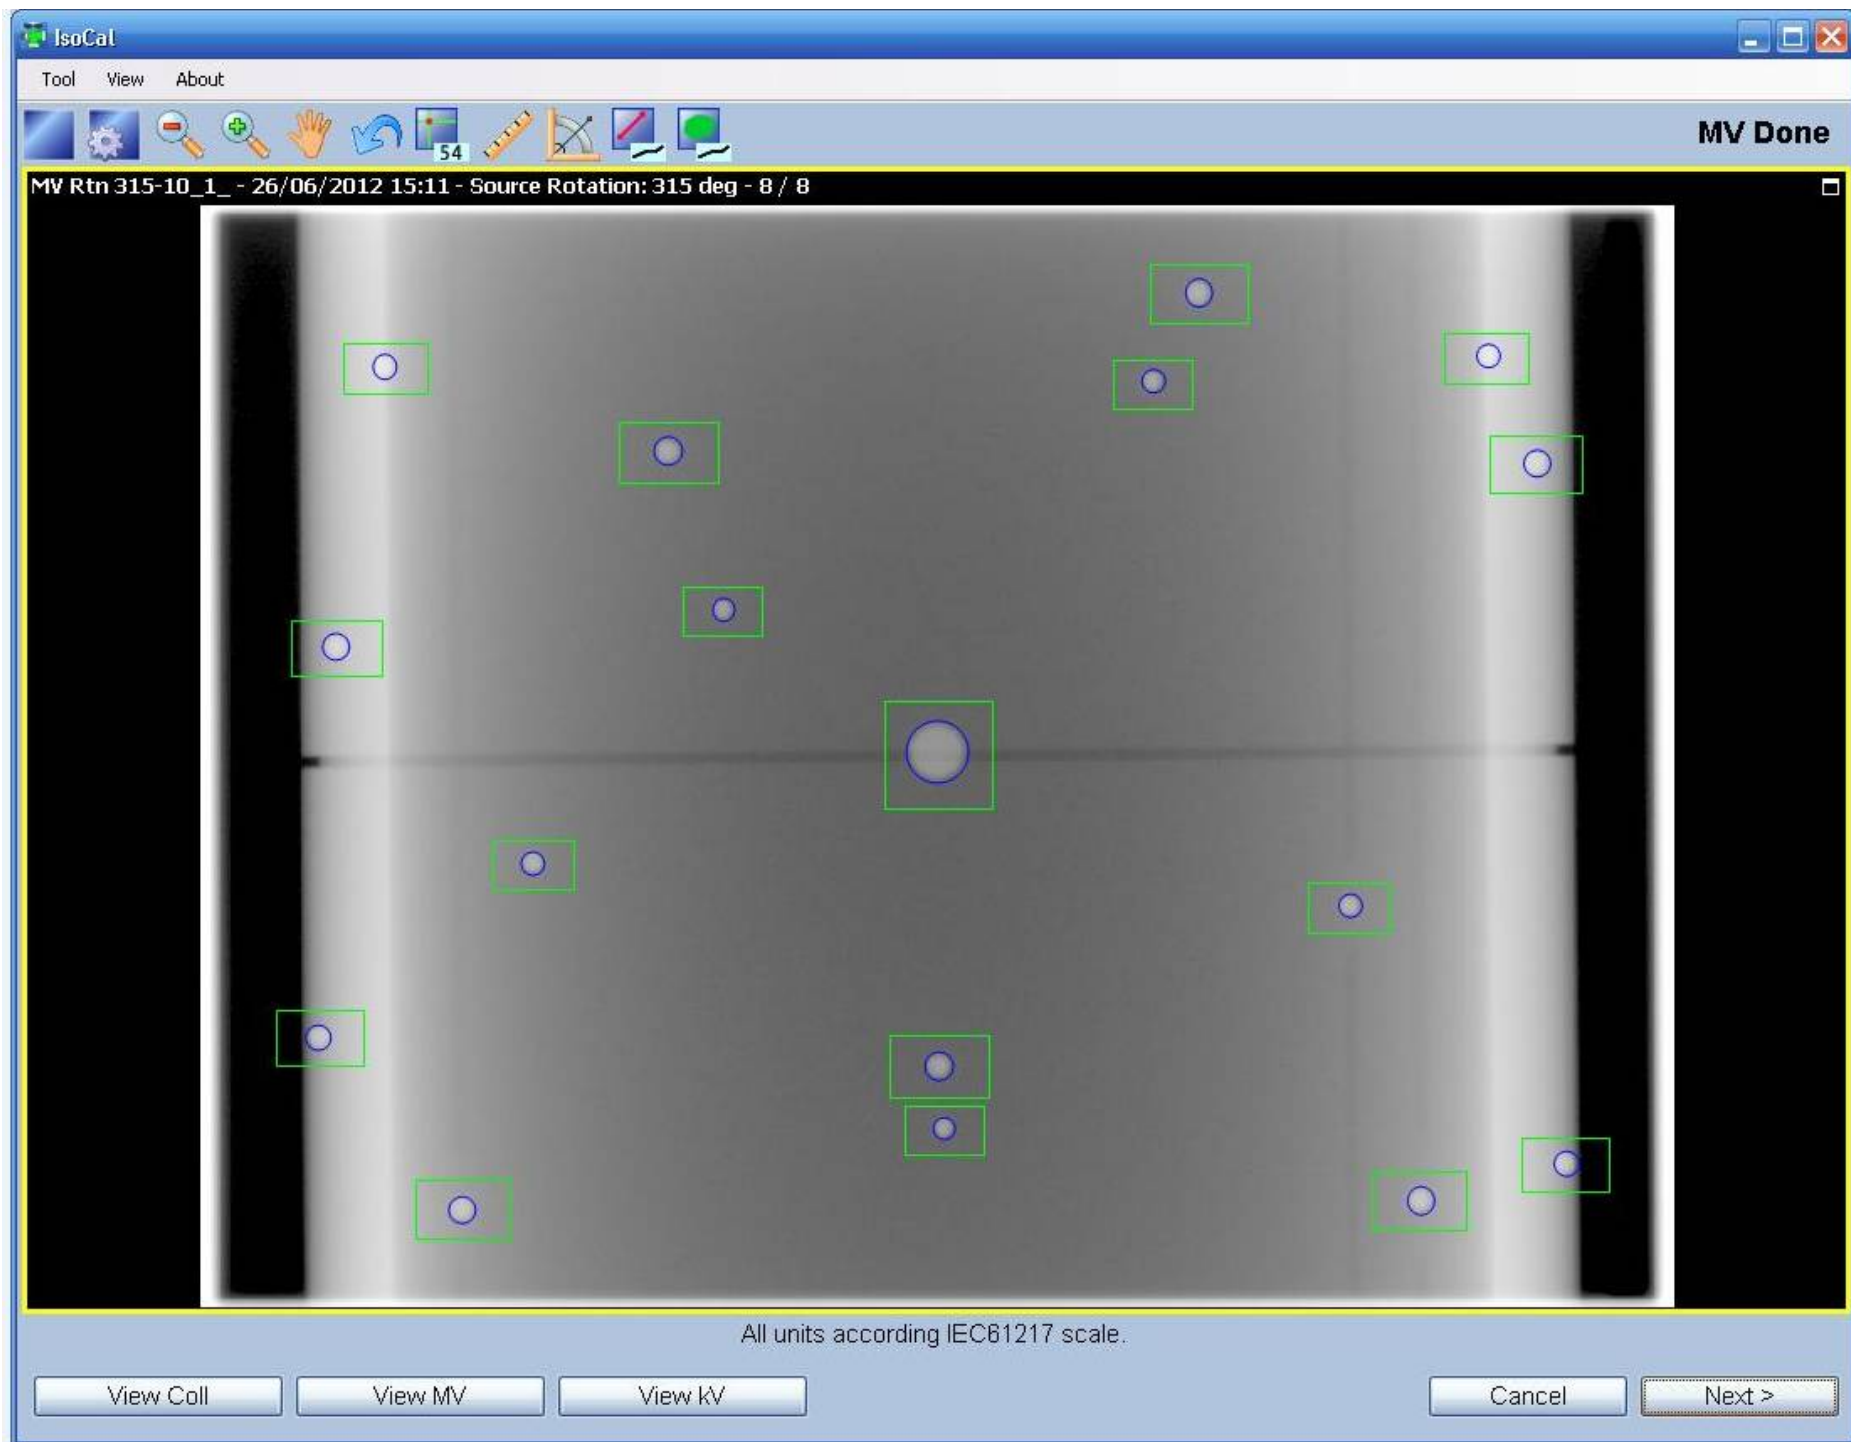 IsoCal
Tool View About
54
MV Done
MV Rtn 315-10_1_ - 26/06/2012 15:11 - Source Rotation: 315 deg - 8 / 8
All units according IEC61217 scale.
View Coll View MV View kV Cancel Next >